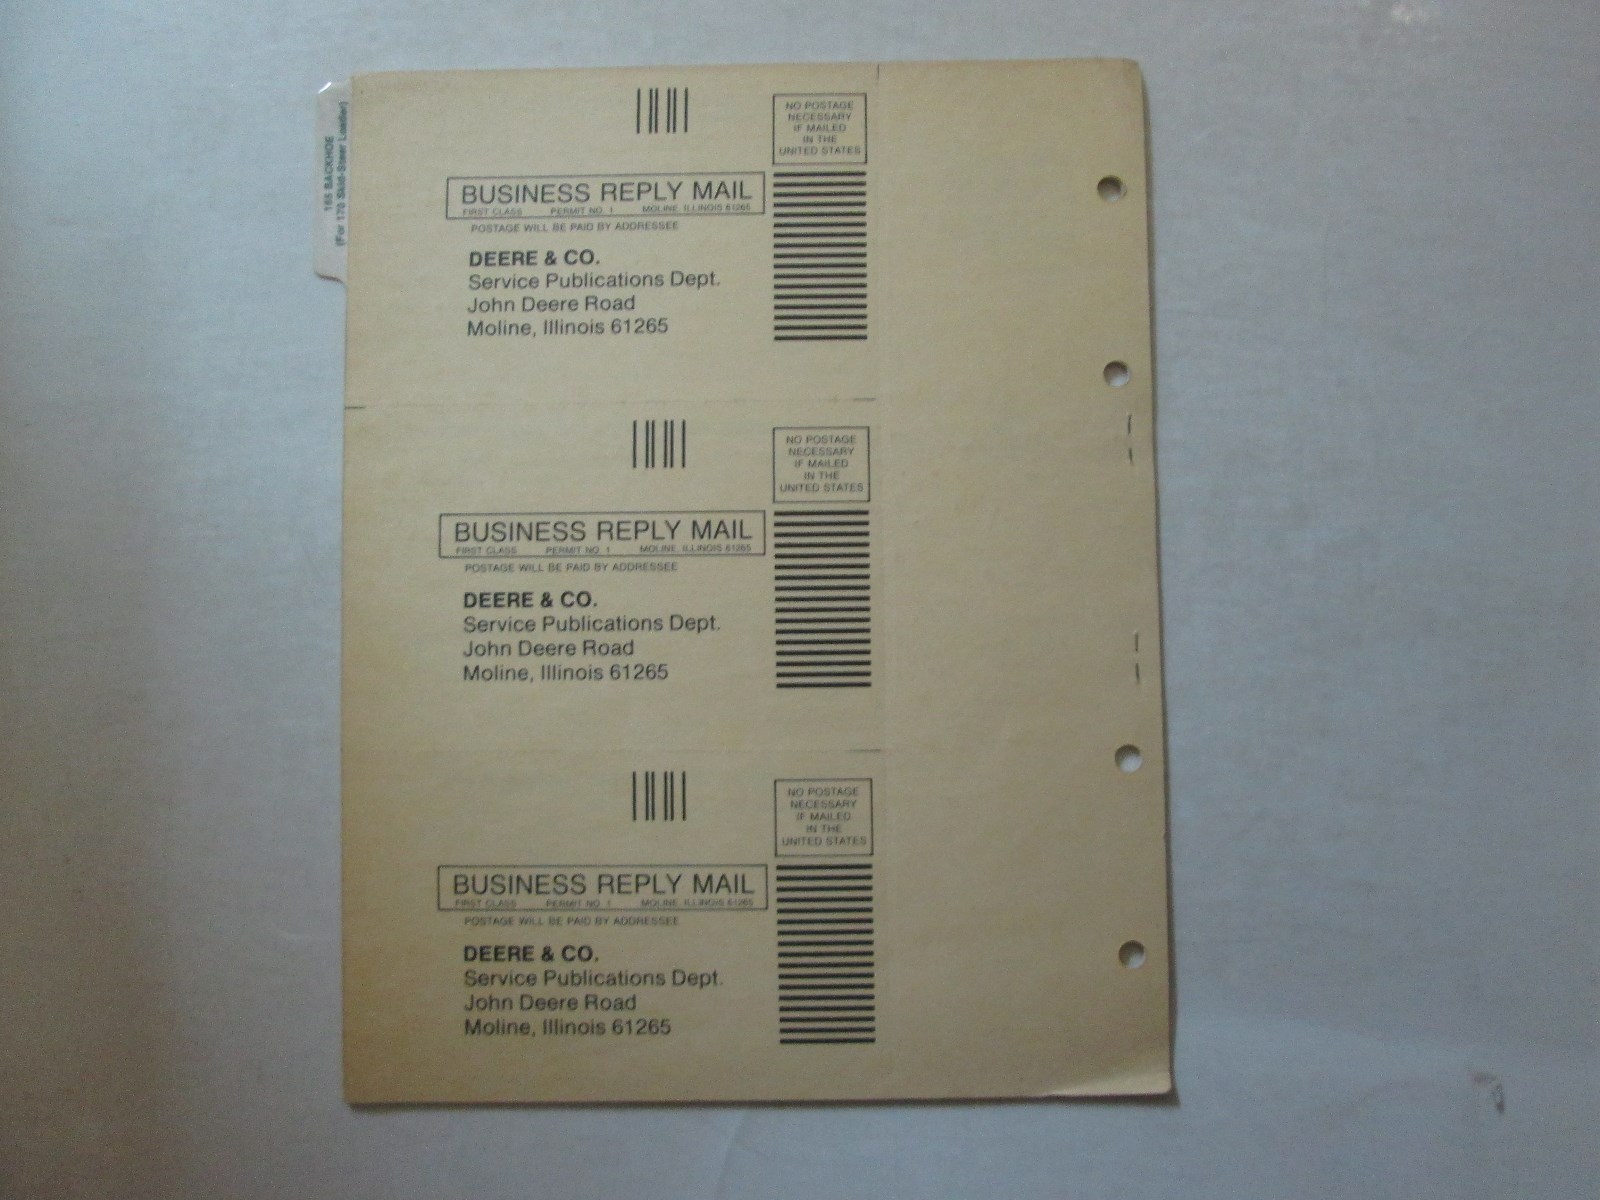 165 BACKHOE
(For 170 Skid-Steer Loader)
NO POSTAGE
NECESSARY
IF MAILED
IN THE
UNITED STATES
BUSINESS REPLY MAIL
FIRST CLASS PERMIT NO. 1 MOLINE, ILLINOIS 61265
POSTAGE WILL BE PAID BY ADDRESSEE
DEERE & CO.
Service Publications Dept.
John Deere Road
Moline, Illinois 61265
NO POSTAGE
NECESSARY
IF MAILED
IN THE
UNITED STATES
BUSINESS REPLY MAIL
FIRST CLASS PERMIT NO. 1 MOLINE, ILLINOIS 61265
POSTAGE WILL BE PAID BY ADDRESSEE
DEERE & CO.
Service Publications Dept.
John Deere Road
Moline, Illinois 61265
NO POSTAGE
NECESSARY
IF MAILED
IN THE
UNITED STATES
BUSINESS REPLY MAIL
FIRST CLASS PERMIT NO. 1 MOLINE, ILLINOIS 61265
POSTAGE WILL BE PAID BY ADDRESSEE
DEERE & CO.
Service Publications Dept.
John Deere Road
Moline, Illinois 61265